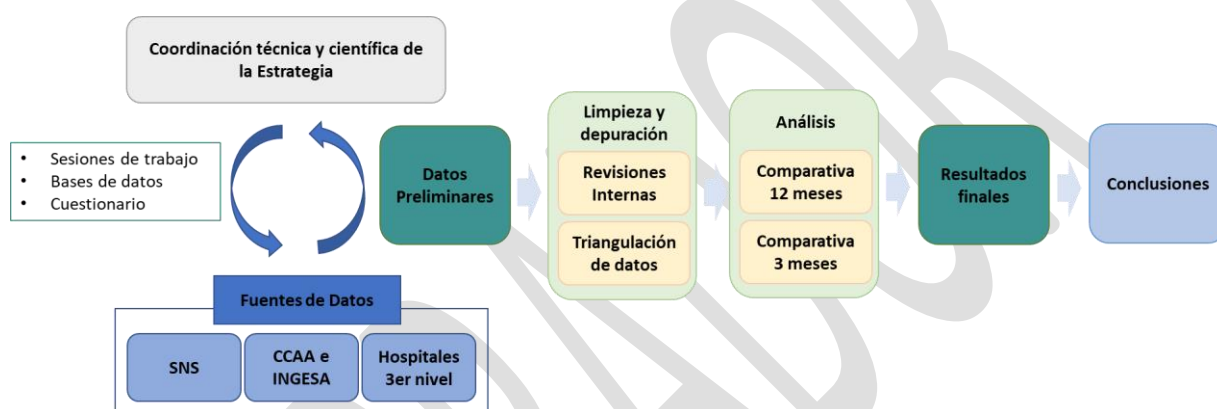 Coordinación técnica y científica de
la Estrategia
• Sesiones de trabajo
• Bases de datos
• Cuestionario
Fuentes de Datos
SNS
CCAA e
INGESA
Hospitales
3er nivel
Datos
Preliminares
Limpieza y
depuración
Revisiones
Internas
Triangulación
de datos
Análisis
Comparativa
12 meses
Comparativa
3 meses
Resultados
finales
Conclusiones